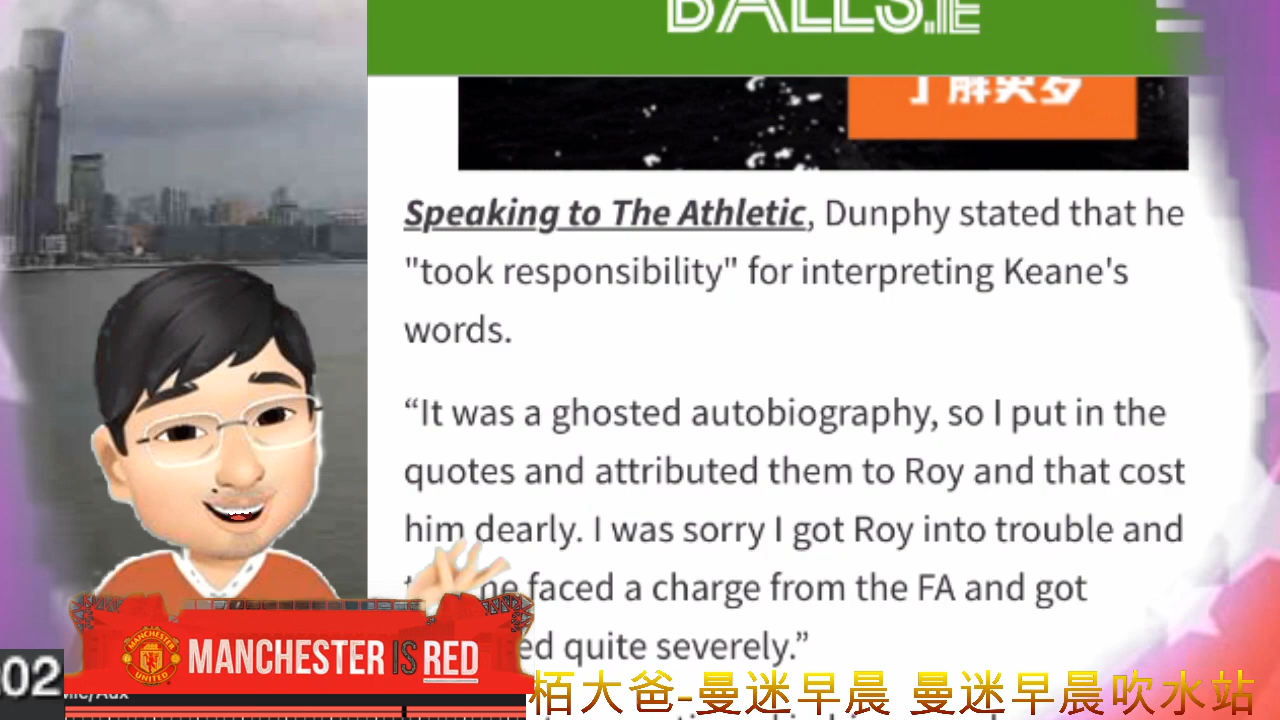 BALLS.IE
了解更多
Speaking to The Athletic, Dunphy stated that he
"took responsibility" for interpreting Keane's
words.
“It was a ghosted autobiography, so I put in the
quotes and attributed them to Roy and that cost
him dearly. I was sorry I got Roy into trouble and
faced a charge from the FA and got
quite severely.”
MANCHESTER IS RED
MANCHESTER
UNITED
:02
Mic/Aux
栢大爸-曼迷早晨 曼迷早晨吹水站